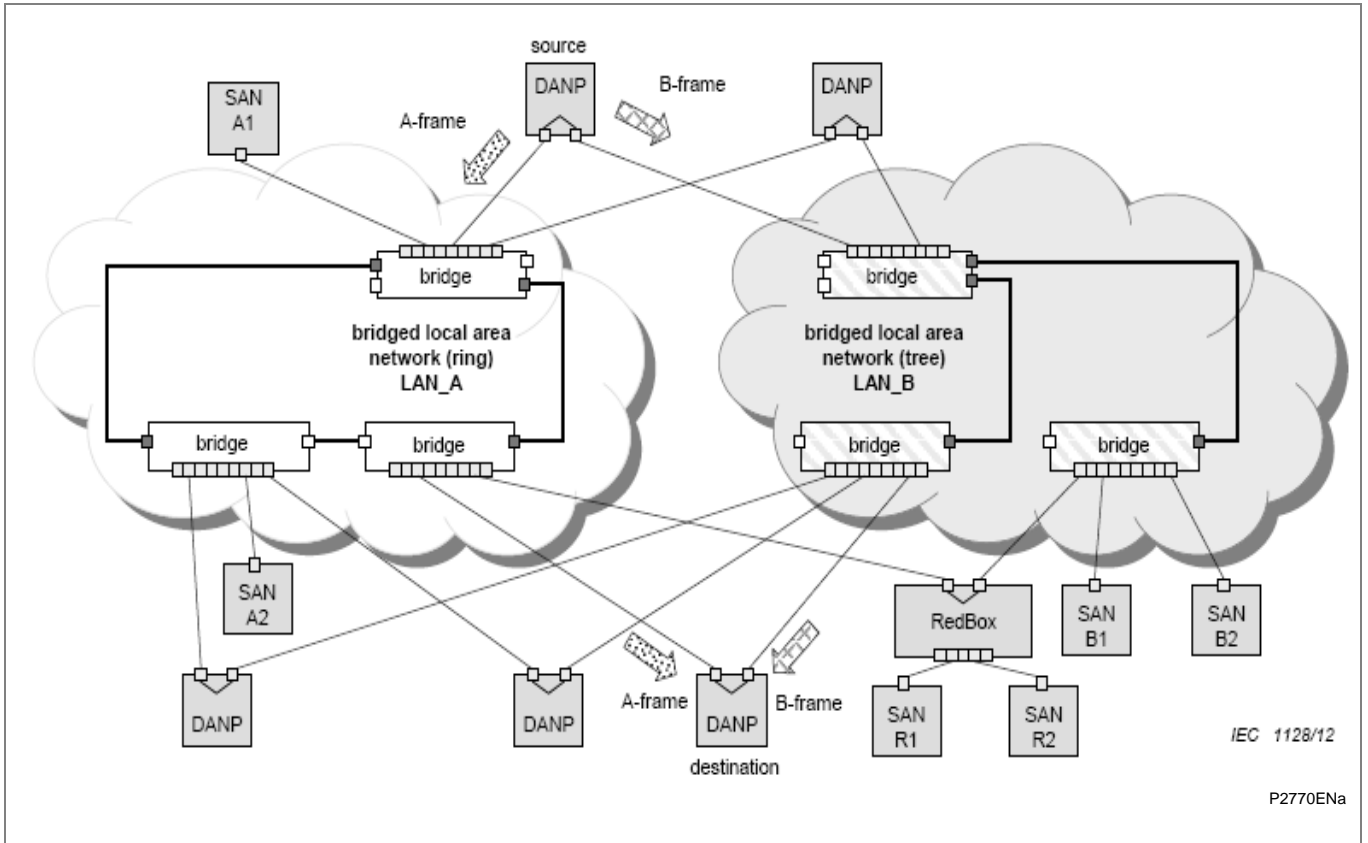 source
DANP
B-frame
DANP
SAN
A1
A-frame
bridge
bridge
bridged local area
network (ring)
LAN_A
bridged local area
network (tree)
LAN_B
bridge
bridge
bridge
bridge
SAN
A2
RedBox
SAN
B1
SAN
B2
DANP
DANP
A-frame
DANP
B-frame
destination
SAN
R1
SAN
R2
IEC 1128/12
P2770ENa